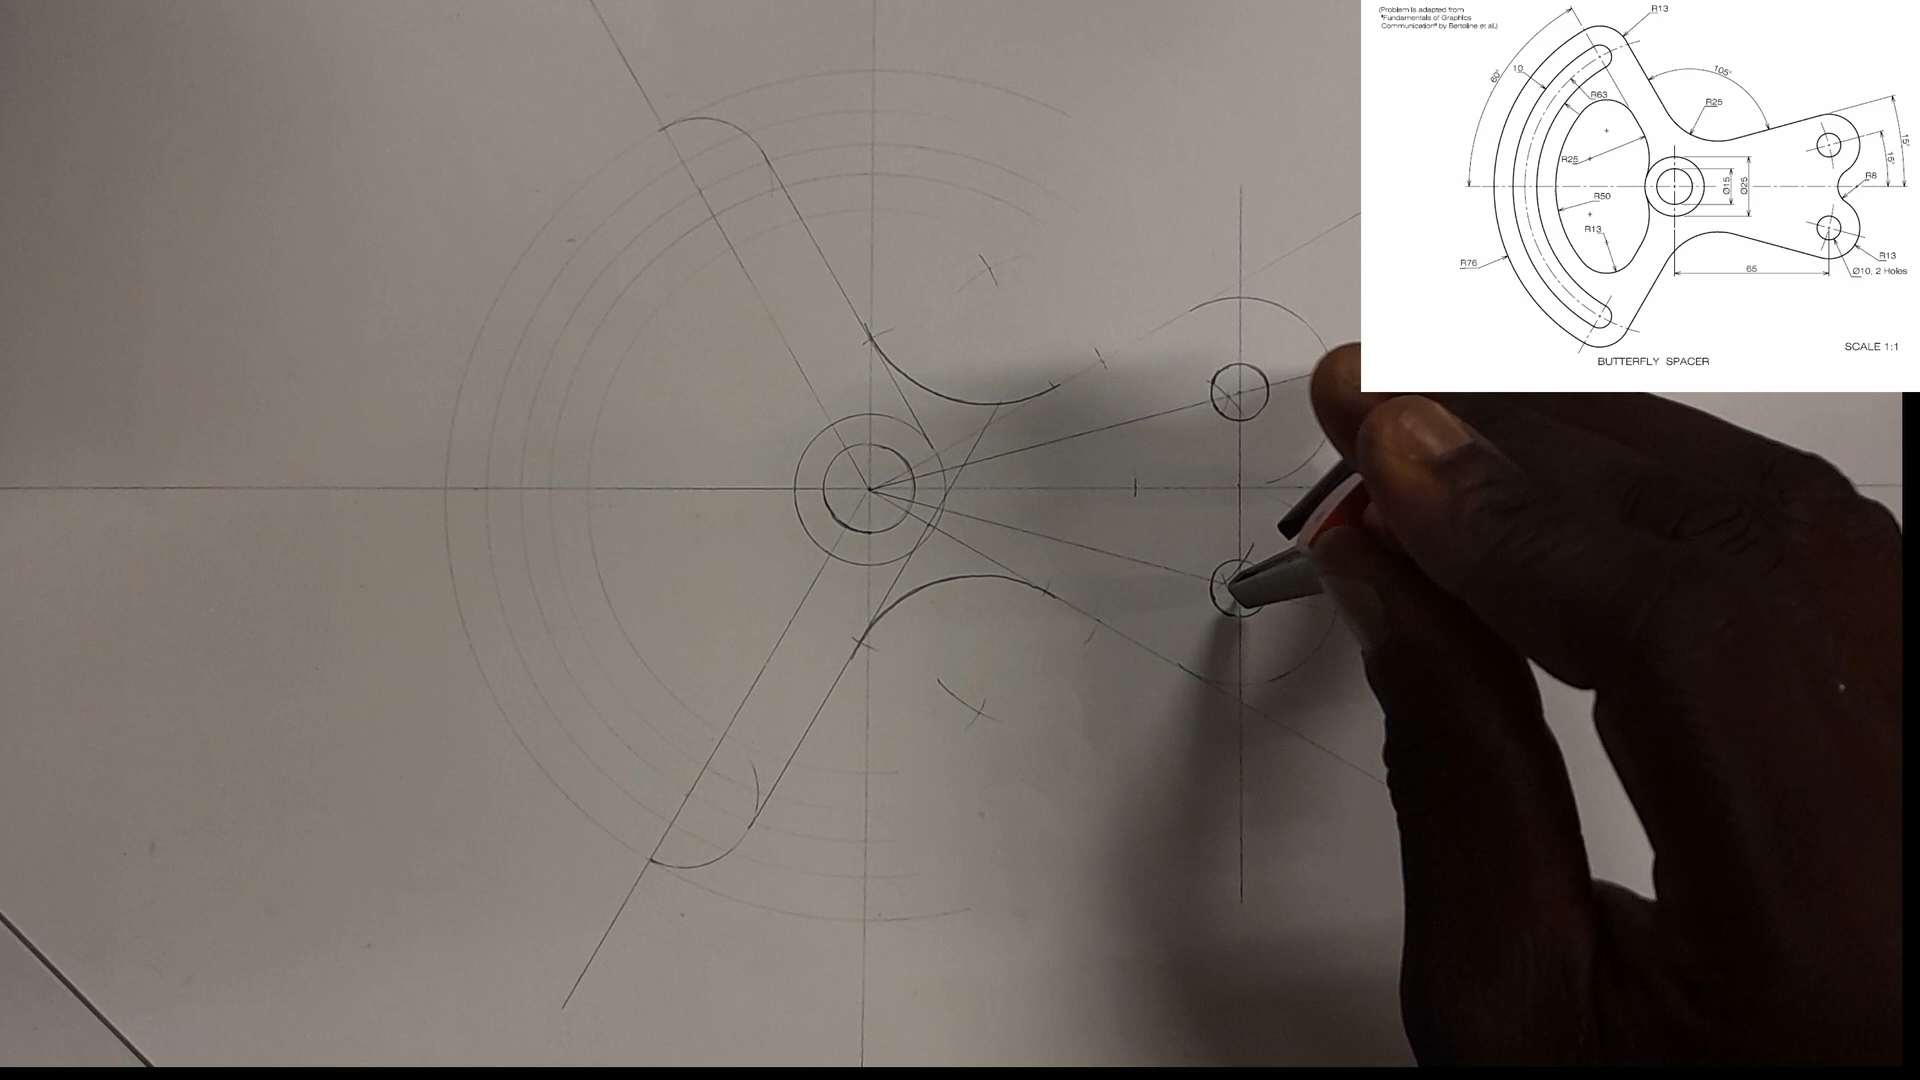 (Problem is adapted from
"Fundamentals of Graphics
Communication" by Bertoline et al.)
R13
60°
10
R63
105°
R25
15°
15°
R25
R8
Ø15
Ø25
R50
R13
R76
65
R13
Ø10, 2 Holes
SCALE 1:1
BUTTERFLY SPACER